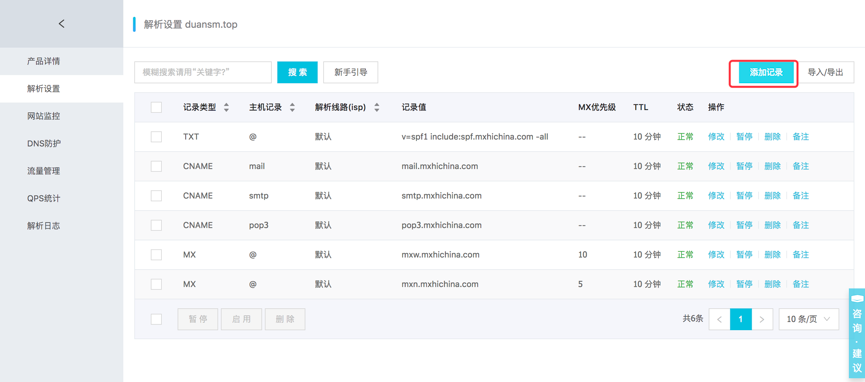 解析设置 duansm.top
产品详情
解析设置
网站监控
DNS防护
流量管理
QPS统计
解析日志
模糊搜索请用"关键字?" 搜 索 新手引导 添加记录 导入/导出
记录类型 主机记录 解析线路(isp) 记录值 MX优先级 TTL 状态 操作
TXT @ 默认 v=spf1 include:spf.mxhichina.com -all -- 10 分钟 正常 修改 暂停 删除 备注
CNAME mail 默认 mail.mxhichina.com -- 10 分钟 正常 修改 暂停 删除 备注
CNAME smtp 默认 smtp.mxhichina.com -- 10 分钟 正常 修改 暂停 删除 备注
CNAME pop3 默认 pop3.mxhichina.com -- 10 分钟 正常 修改 暂停 删除 备注
MX @ 默认 mxw.mxhichina.com 10 10 分钟 正常 修改 暂停 删除 备注
MX @ 默认 mxn.mxhichina.com 5 10 分钟 正常 修改 暂停 删除 备注
暂 停 启 用 删 除 共6条 < 1 > 10 条/页
咨询·建议